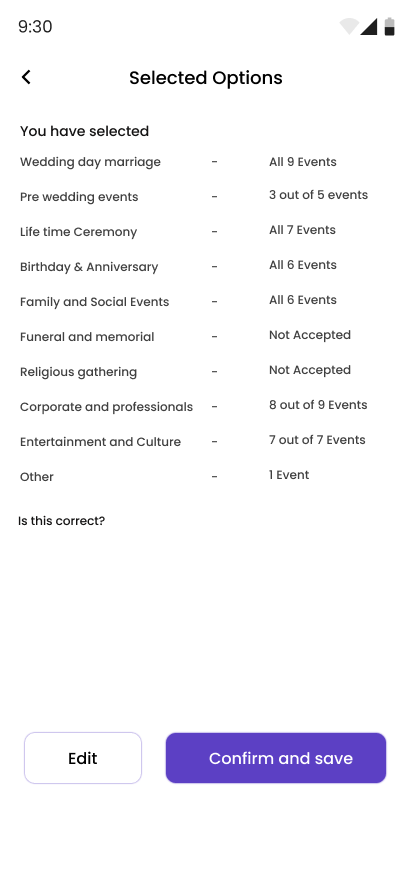 9:30
Selected Options
You have selected
Wedding day marriage - All 9 Events
Pre wedding events - 3 out of 5 events
Life time Ceremony - All 7 Events
Birthday & Anniversary - All 6 Events
Family and Social Events - All 6 Events
Funeral and memorial - Not Accepted
Religious gathering - Not Accepted
Corporate and professionals - 8 out of 9 Events
Entertainment and Culture - 7 out of 7 Events
Other - 1 Event
Is this correct?
Edit Confirm and save